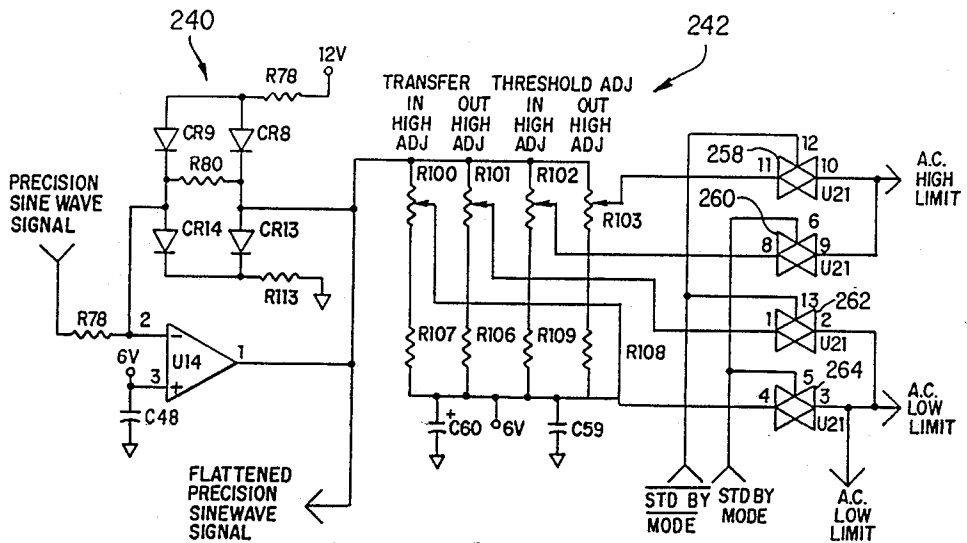 240
242
12V
R78
TRANSFER
THRESHOLD ADJ
IN
HIGH
ADJ
OUT
HIGH
ADJ
IN
HIGH
ADJ
OUT
HIGH
ADJ
CR9
CR8
R80
R100
R101
R102
R103
PRECISION
SINE WAVE
SIGNAL
CR14
CR13
R113
R78
2
U14
1
6V
3
C48
R107
R106
R109
R108
+
C60
6V
C59
FLATTENED
PRECISION
SINEWAVE
SIGNAL
258
12
11
10
U21
A.C.
HIGH
LIMIT
260
6
8
9
U21
13
262
1
2
U21
5
264
4
3
U21
A.C.
LOW
LIMIT
STD BY
MODE
STD BY
MODE
A.C.
LOW
LIMIT